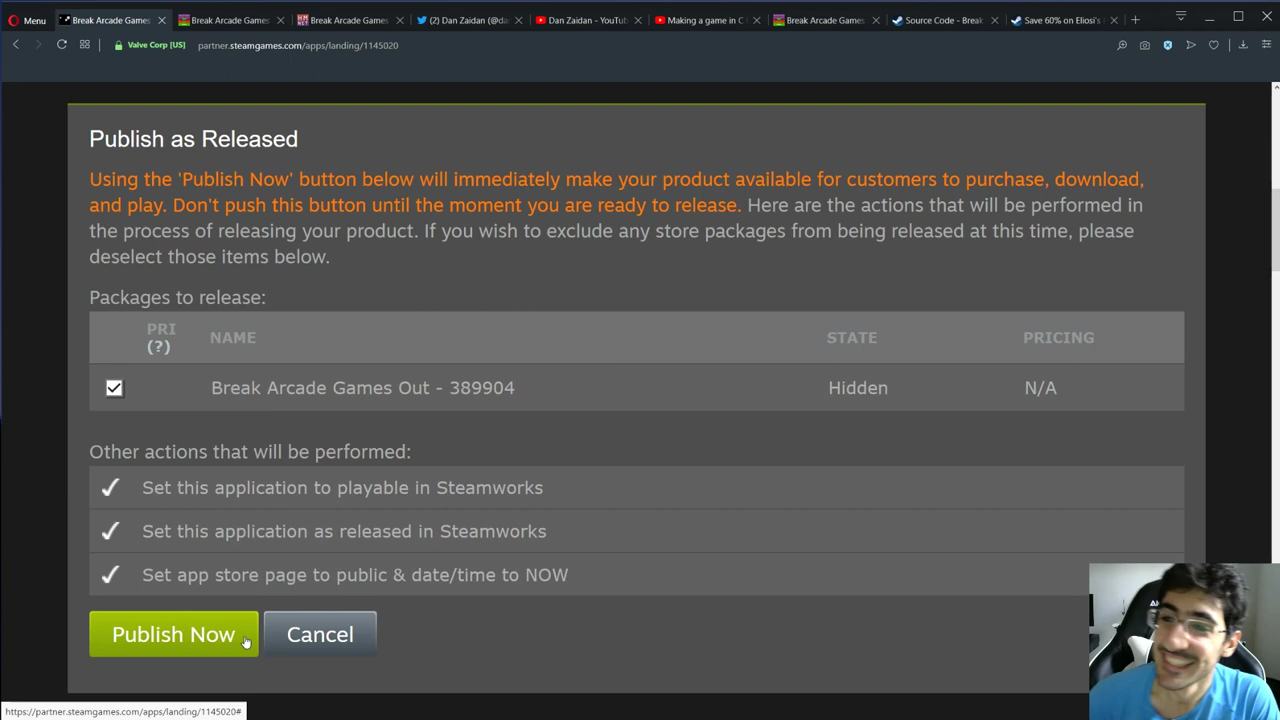 Menu
Break Arcade Games
Break Arcade Games
Break Arcade Games
(2) Dan Zaidan (@da
Dan Zaidan - YouTub
Making a game in C
Break Arcade Games
Source Code - Break
Save 60% on Eliosi's
Valve Corp [US]
partner.steamgames.com/apps/landing/1145020
Publish as Released
Using the 'Publish Now' button below will immediately make your product available for customers to purchase, download,
and play. Don't push this button until the moment you are ready to release. Here are the actions that will be performed in
the process of releasing your product. If you wish to exclude any store packages from being released at this time, please
deselect those items below.
Packages to release:
PRI
(?)
NAME
STATE
PRICING
Break Arcade Games Out - 389904
Hidden
N/A
Other actions that will be performed:
Set this application to playable in Steamworks
Set this application as released in Steamworks
Set app store page to public & date/time to NOW
Publish Now
Cancel
https://partner.steamgames.com/apps/landing/1145020#